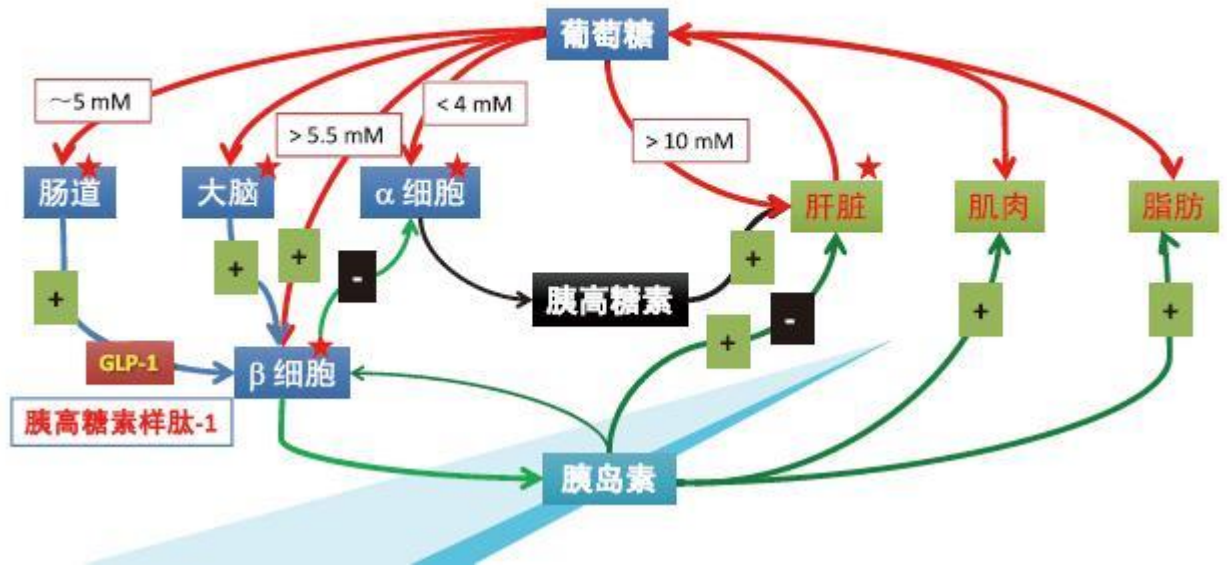 葡萄糖
～5 mM
< 4 mM
> 5.5 mM
> 10 mM
肠道
大脑
α 细胞
肝脏
肌肉
脂肪
+
+
+
-
+
胰高糖素
+
-
+
+
GLP-1
β 细胞
胰高糖素样肽-1
胰岛素